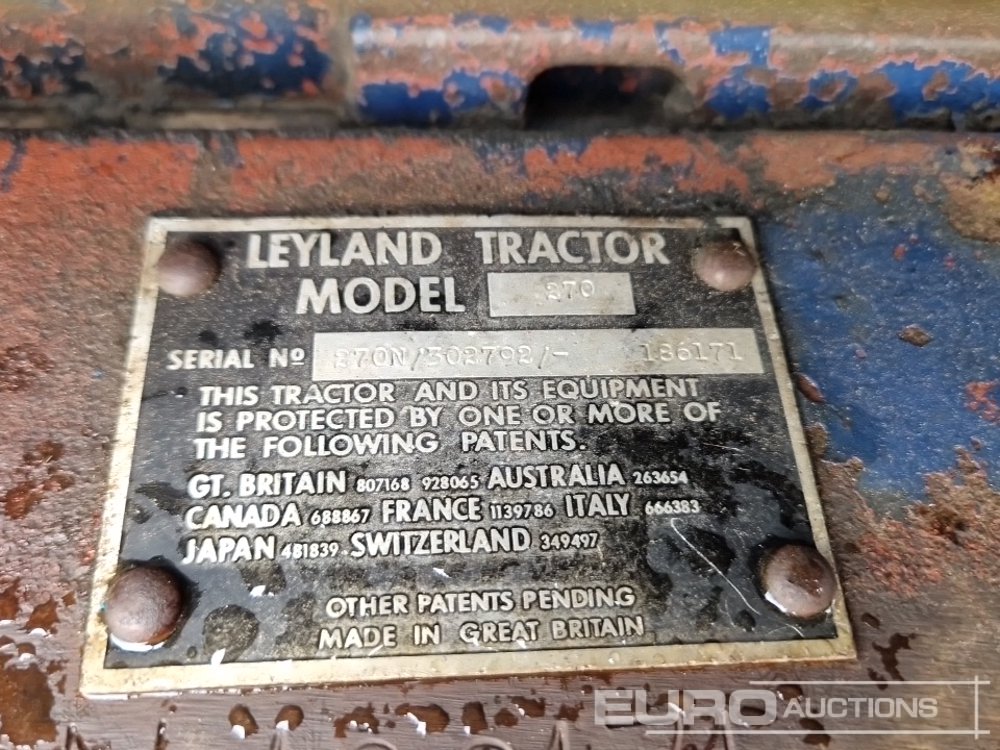 LEYLAND TRACTOR
MODEL 270
SERIAL Nº 270N/302792/- 186171
THIS TRACTOR AND ITS EQUIPMENT
IS PROTECTED BY ONE OR MORE OF
THE FOLLOWING PATENTS.
GT. BRITAIN 807168 928065 AUSTRALIA 263654
CANADA 688867 FRANCE 1139786 ITALY 666383
JAPAN 481839 · SWITZERLAND 349497
OTHER PATENTS PENDING
MADE IN GREAT BRITAIN
EURO AUCTIONS